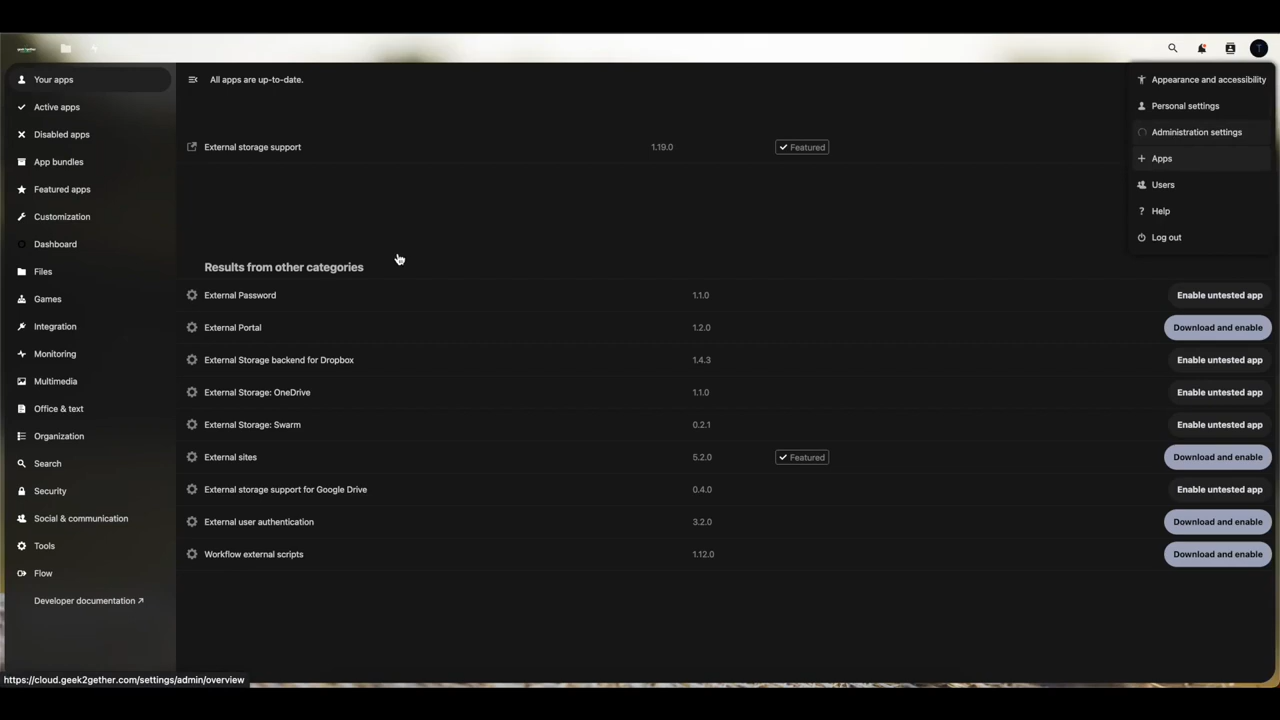 Your apps
Active apps
Disabled apps
App bundles
Featured apps
Customization
Dashboard
Files
Games
Integration
Monitoring
Multimedia
Office & text
Organization
Search
Security
Social & communication
Tools
Flow
Developer documentation ↗
All apps are up-to-date.
External storage support 1.19.0 Featured
Results from other categories
External Password 1.1.0 Enable untested app
External Portal 1.2.0 Download and enable
External Storage backend for Dropbox 1.4.3 Enable untested app
External Storage: OneDrive 1.1.0 Enable untested app
External Storage: Swarm 0.2.1 Enable untested app
External sites 5.2.0 Featured Download and enable
External storage support for Google Drive 0.4.0 Enable untested app
External user authentication 3.2.0 Download and enable
Workflow external scripts 1.12.0 Download and enable
T
Appearance and accessibility
Personal settings
Administration settings
Apps
Users
Help
Log out
https://cloud.geek2gether.com/settings/admin/overview